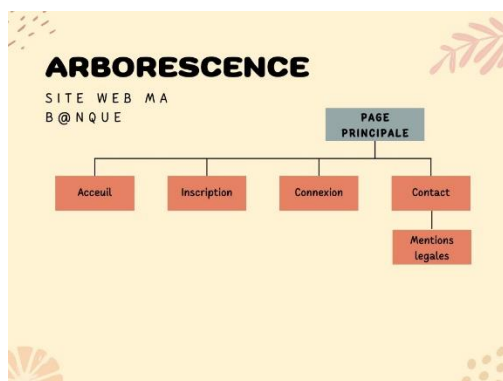 ARBORESCENCE
SITE WEB MA
B@NQUE
PAGE
PRINCIPALE
Acceuil
Inscription
Connexion
Contact
Mentions
legales